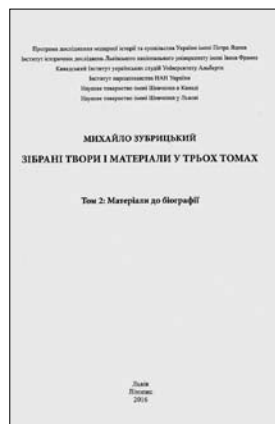 Програма дослідження модерної історії та суспільства України імені Петра Яцика
Інститут історичних досліджень Львівського національного університету імені Івана Франка
Канадський інститут українських студій Університету Альберти
Інститут народознавства НАН України
Наукове товариство імені Шевченка в Канаді
Наукове товариство імені Шевченка у Львові
МИХАЙЛО ЗУБРИЦЬКИЙ
ЗІБРАНІ ТВОРИ І МАТЕРІАЛИ У ТРЬОХ ТОМАХ
Том 2: Матеріали до біографії
Львів
Літопис
2016